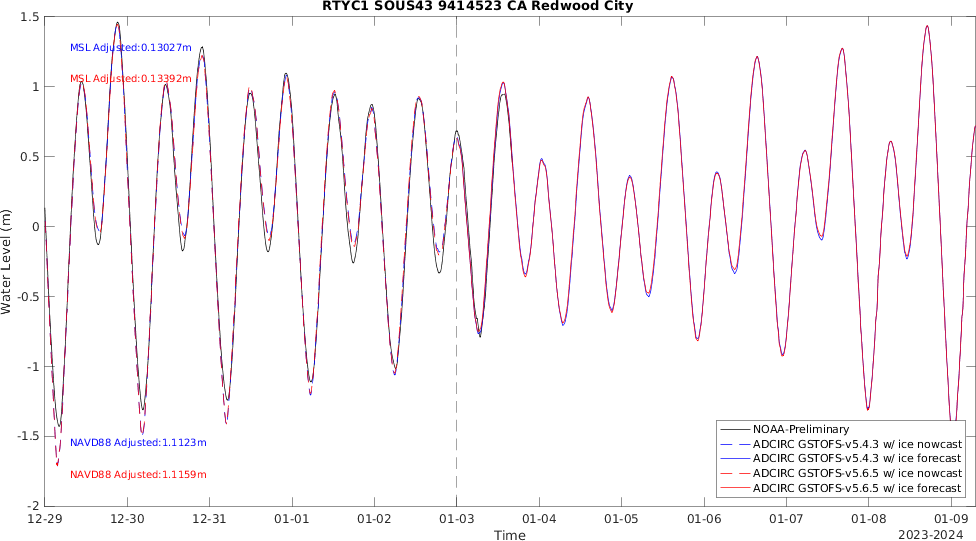 RTYC1 SOUS43 9414523 CA Redwood City
1.5
1
0.5
0
-0.5
-1
-1.5
-2
Water Level (m)
MSL Adjusted:0.13027m
MSL Adjusted:0.13392m
NAVD88 Adjusted:1.1123m
NAVD88 Adjusted:1.1159m
NOAA-Preliminary
ADCIRC GSTOFS-v5.4.3 w/ ice nowcast
ADCIRC GSTOFS-v5.4.3 w/ ice forecast
ADCIRC GSTOFS-v5.6.5 w/ ice nowcast
ADCIRC GSTOFS-v5.6.5 w/ ice forecast
12-29 12-30 12-31 01-01 01-02 01-03 01-04 01-05 01-06 01-07 01-08 01-09
Time
2023-2024